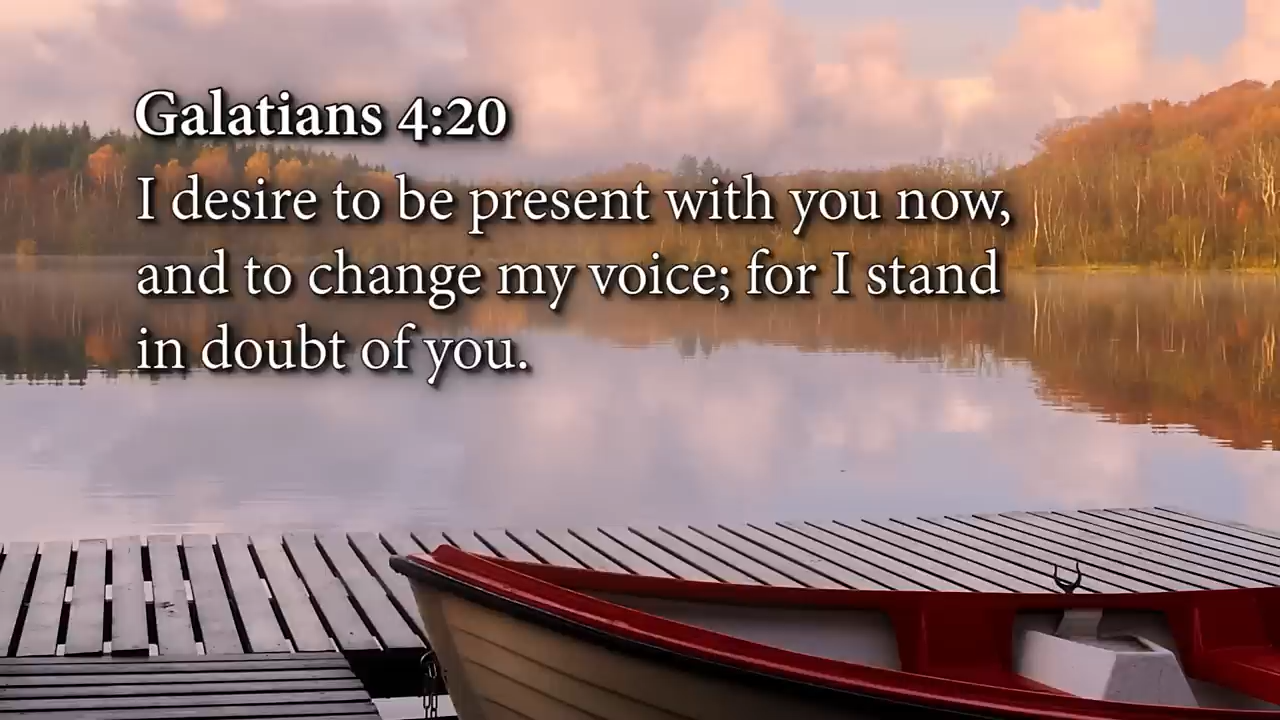 Galatians 4:20
I desire to be present with you now,
and to change my voice; for I stand
in doubt of you.